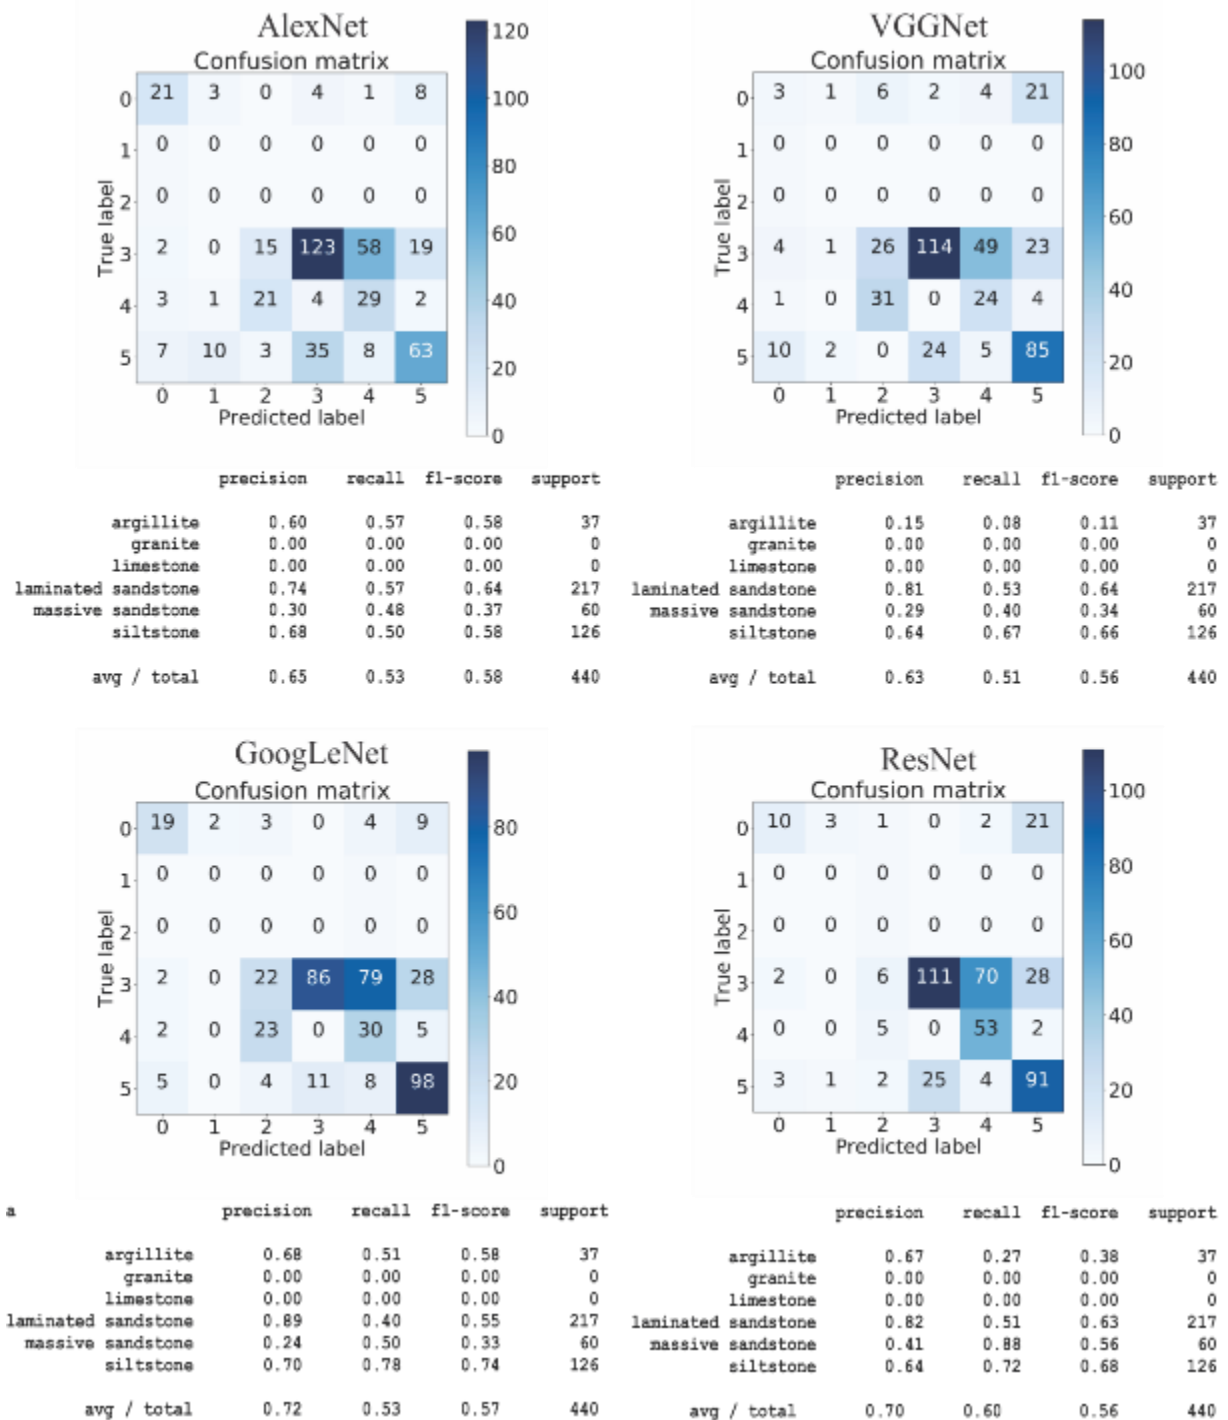 AlexNet
Confusion matrix
True label
0 21 3 0 4 1 8
1 0 0 0 0 0 0
2 0 0 0 0 0 0
3 2 0 15 123 58 19
4 3 1 21 4 29 2
5 7 10 3 35 8 63
0 1 2 3 4 5
Predicted label
120
100
80
60
40
20
0
precision recall f1-score support
argillite 0.60 0.57 0.58 37
granite 0.00 0.00 0.00 0
limestone 0.00 0.00 0.00 0
laminated sandstone 0.74 0.57 0.64 217
massive sandstone 0.30 0.48 0.37 60
siltstone 0.68 0.50 0.58 126
avg / total 0.65 0.53 0.58 440
VGGNet
Confusion matrix
True label
0 3 1 6 2 4 21
1 0 0 0 0 0 0
2 0 0 0 0 0 0
3 4 1 26 114 49 23
4 1 0 31 0 24 4
5 10 2 0 24 5 85
0 1 2 3 4 5
Predicted label
100
80
60
40
20
0
precision recall f1-score support
argillite 0.15 0.08 0.11 37
granite 0.00 0.00 0.00 0
limestone 0.00 0.00 0.00 0
laminated sandstone 0.81 0.53 0.64 217
massive sandstone 0.29 0.40 0.34 60
siltstone 0.64 0.67 0.66 126
avg / total 0.63 0.51 0.56 440
GoogLeNet
Confusion matrix
True label
0 19 2 3 0 4 9
1 0 0 0 0 0 0
2 0 0 0 0 0 0
3 2 0 22 86 79 28
4 2 0 23 0 30 5
5 5 0 4 11 8 98
0 1 2 3 4 5
Predicted label
80
60
40
20
0
a precision recall f1-score support
argillite 0.68 0.51 0.58 37
granite 0.00 0.00 0.00 0
limestone 0.00 0.00 0.00 0
laminated sandstone 0.89 0.40 0.55 217
massive sandstone 0.24 0.50 0.33 60
siltstone 0.70 0.78 0.74 126
avg / total 0.72 0.53 0.57 440
ResNet
Confusion matrix
True label
0 10 3 1 0 2 21
1 0 0 0 0 0 0
2 0 0 0 0 0 0
3 2 0 6 111 70 28
4 0 0 5 0 53 2
5 3 1 2 25 4 91
0 1 2 3 4 5
Predicted label
100
80
60
40
20
0
precision recall f1-score support
argillite 0.67 0.27 0.38 37
granite 0.00 0.00 0.00 0
limestone 0.00 0.00 0.00 0
laminated sandstone 0.82 0.51 0.63 217
massive sandstone 0.41 0.88 0.56 60
siltstone 0.64 0.72 0.68 126
avg / total 0.70 0.60 0.56 440